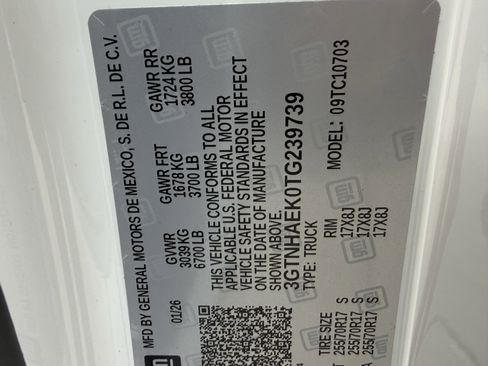 MFD BY GENERAL MOTORS DE MEXICO, S. DE R.L. DE C.V.
01/26
GVWR
3039 KG
6700 LB
GAWR FRT
1678 KG
3700 LB
GAWR RR
1724 KG
3800 LB
THIS VEHICLE CONFORMS TO ALL
APPLICABLE U.S. FEDERAL MOTOR
VEHICLE SAFETY STANDARDS IN EFFECT
ON THE DATE OF MANUFACTURE
SHOWN ABOVE.
3GTNHAEK0TG239739
TYPE: TRUCK
MODEL: 09TC10703
TIRE SIZE RIM
255/70R17 S 17X8J
255/70R17 S 17X8J
255/70R17 S 17X8J
gm